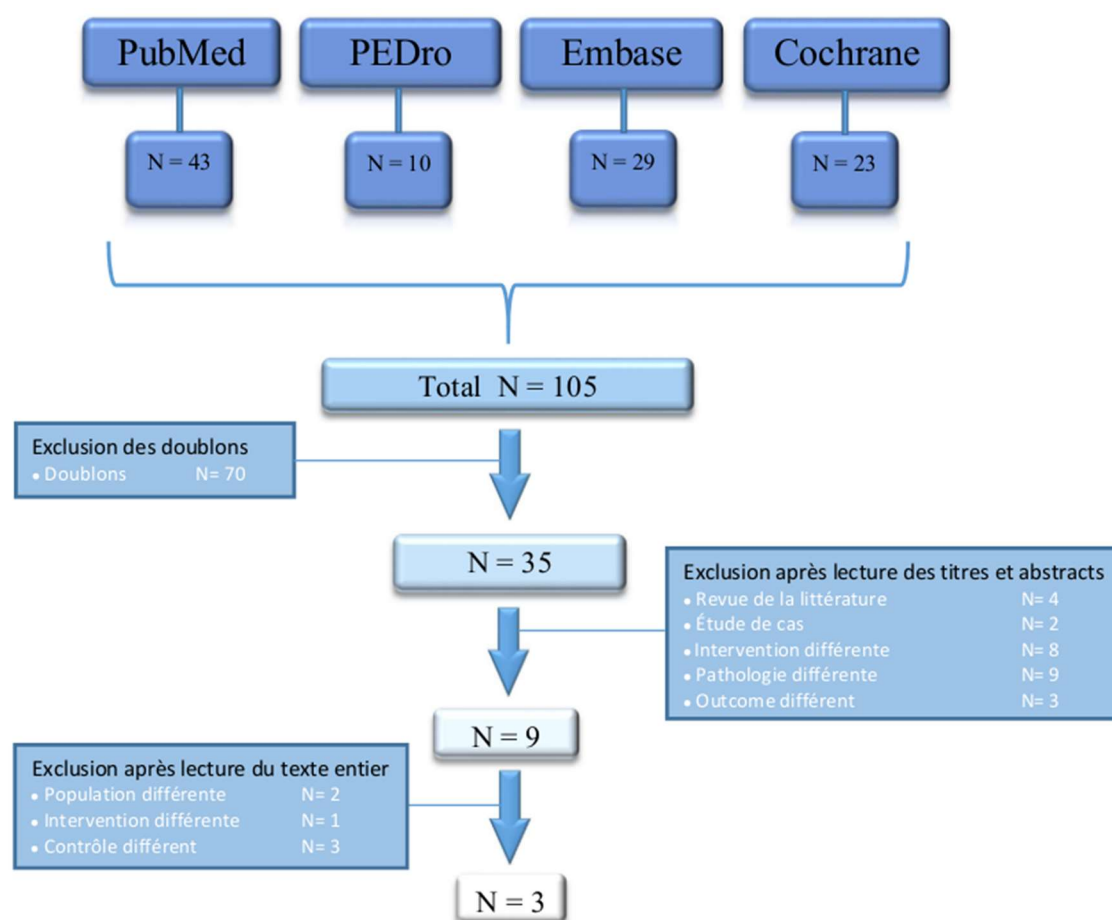 PubMed PEDro Embase Cochrane
N = 43 N = 10 N = 29 N = 23
Total N = 105
Exclusion des doublons
• Doublons N= 70
N = 35
Exclusion après lecture des titres et abstracts
• Revue de la littérature N= 4
• Étude de cas N= 2
• Intervention différente N= 8
• Pathologie différente N= 9
• Outcome différent N= 3
N = 9
Exclusion après lecture du texte entier
• Population différente N= 2
• Intervention différente N= 1
• Contrôle différent N= 3
N = 3